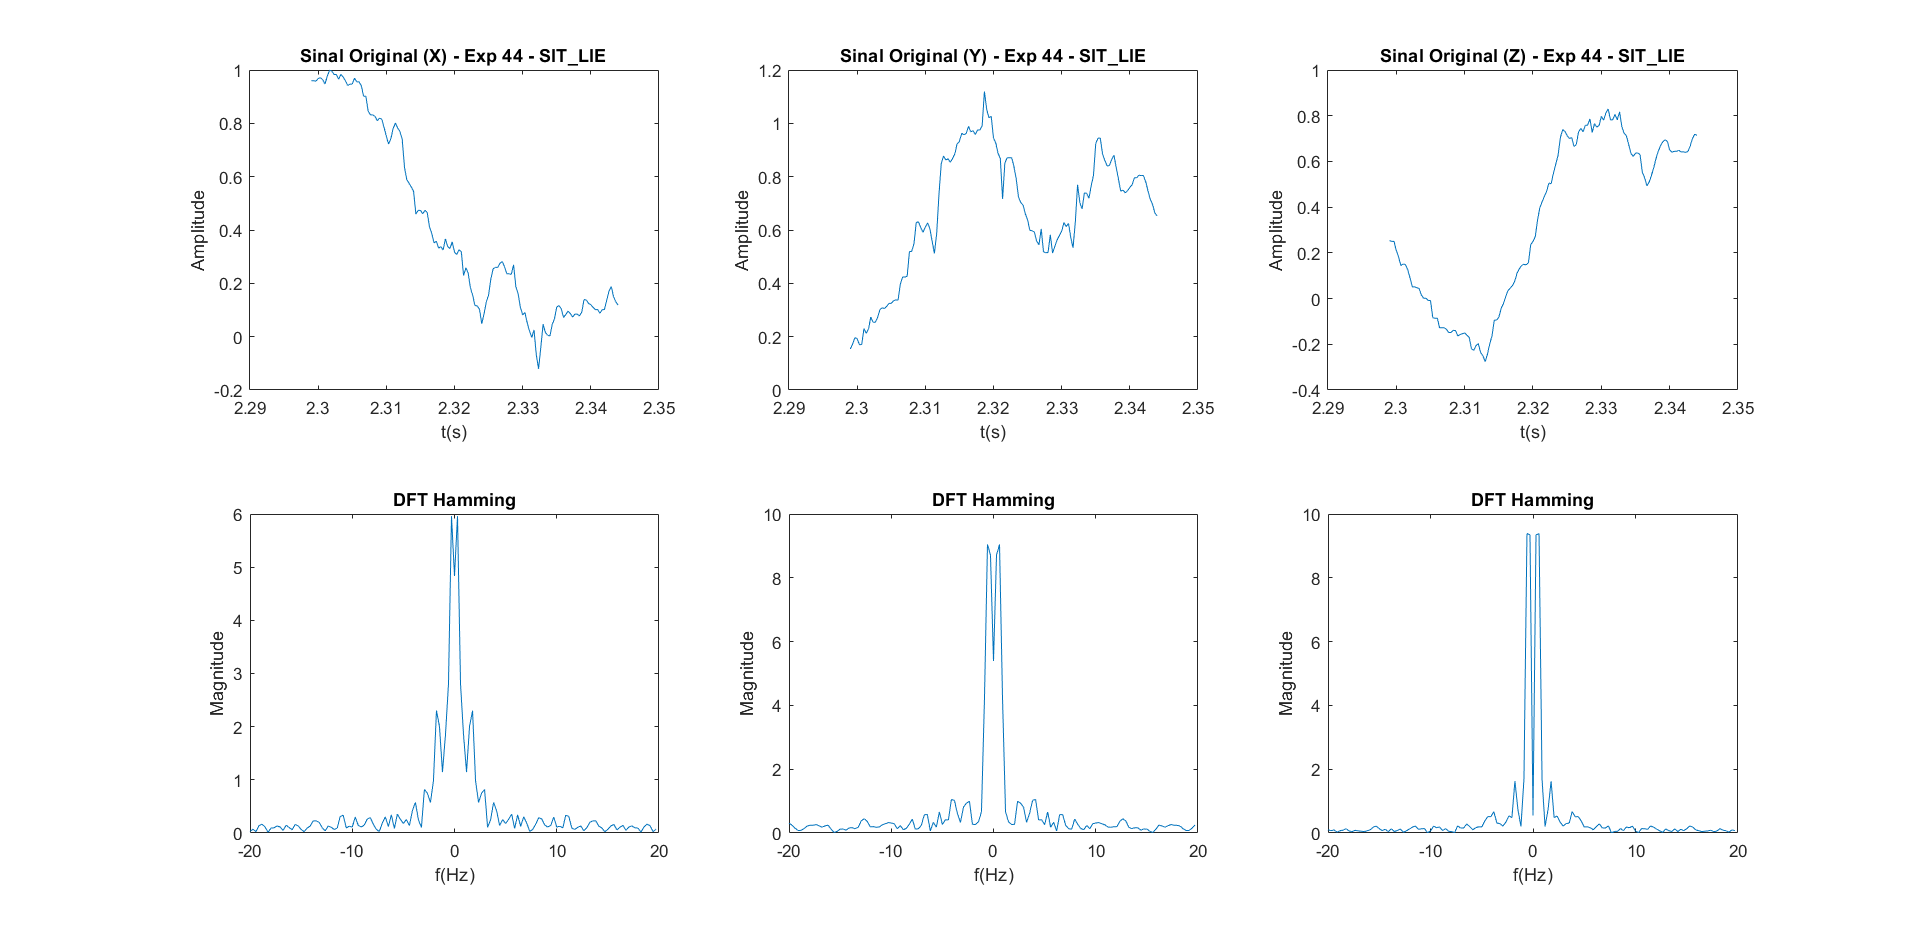 Sinal Original (X) - Exp 44 - SIT_LIE
1
0.8
0.6
0.4
0.2
0
-0.2
Amplitude
2.29 2.3 2.31 2.32 2.33 2.34 2.35
t(s)
Sinal Original (Y) - Exp 44 - SIT_LIE
1.2
1
0.8
0.6
0.4
0.2
0
Amplitude
2.29 2.3 2.31 2.32 2.33 2.34 2.35
t(s)
Sinal Original (Z) - Exp 44 - SIT_LIE
1
0.8
0.6
0.4
0.2
0
-0.2
-0.4
Amplitude
2.29 2.3 2.31 2.32 2.33 2.34 2.35
t(s)
DFT Hamming
6
5
4
3
2
1
0
Magnitude
-20 -10 0 10 20
f(Hz)
DFT Hamming
10
8
6
4
2
0
Magnitude
-20 -10 0 10 20
f(Hz)
DFT Hamming
10
8
6
4
2
0
Magnitude
-20 -10 0 10 20
f(Hz)